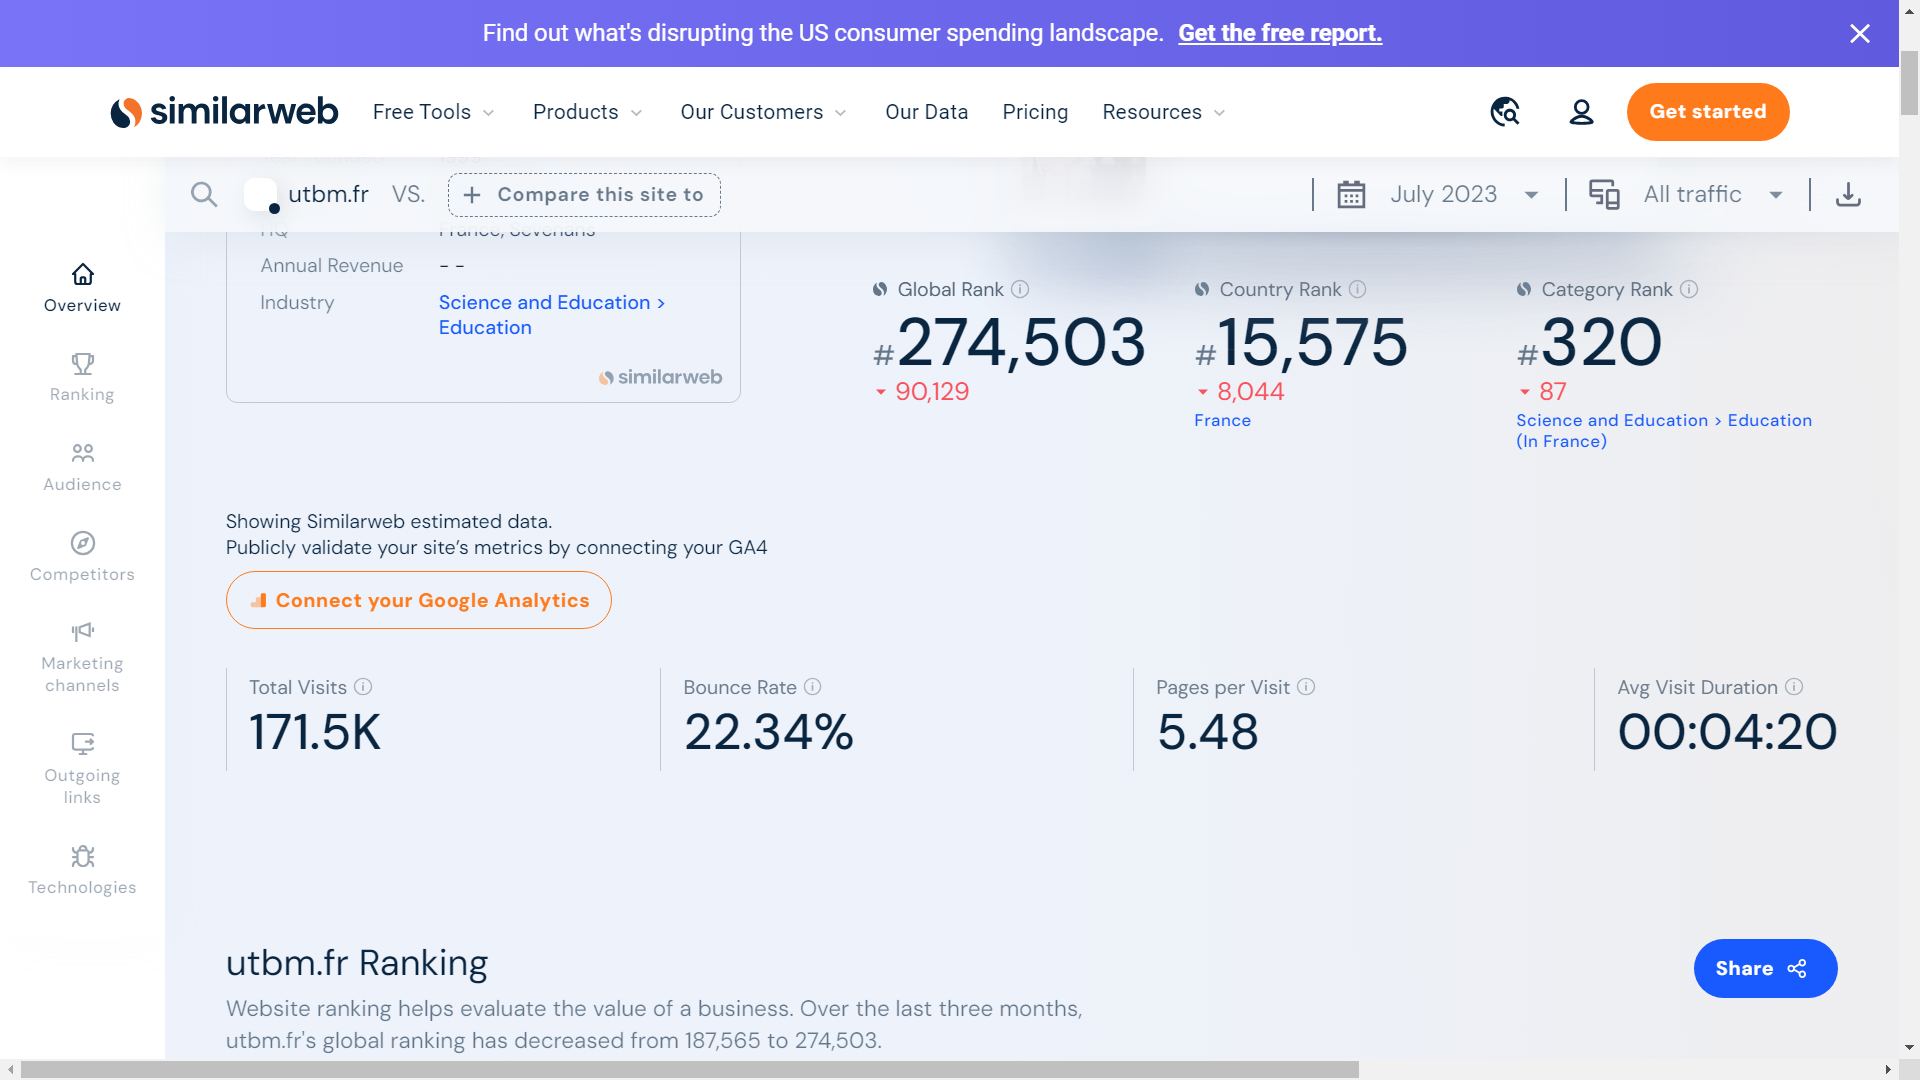 Find out what's disrupting the US consumer spending landscape. Get the free report.
similarweb Free Tools Products Our Customers Our Data Pricing Resources Get started
utbm.fr VS. + Compare this site to July 2023 All traffic
HQ France, Sevenans
Annual Revenue - -
Industry Science and Education >
Education
similarweb
Global Rank Country Rank Category Rank
#274,503 #15,575 #320
90,129 8,044 87
France Science and Education > Education
(In France)
Overview
Ranking
Audience
Competitors
Marketing
channels
Outgoing
links
Technologies
Showing Similarweb estimated data.
Publicly validate your site’s metrics by connecting your GA4
Connect your Google Analytics
Total Visits Bounce Rate Pages per Visit Avg Visit Duration
171.5K 22.34% 5.48 00:04:20
utbm.fr Ranking
Share
Website ranking helps evaluate the value of a business. Over the last three months,
utbm.fr's global ranking has decreased from 187,565 to 274,503.